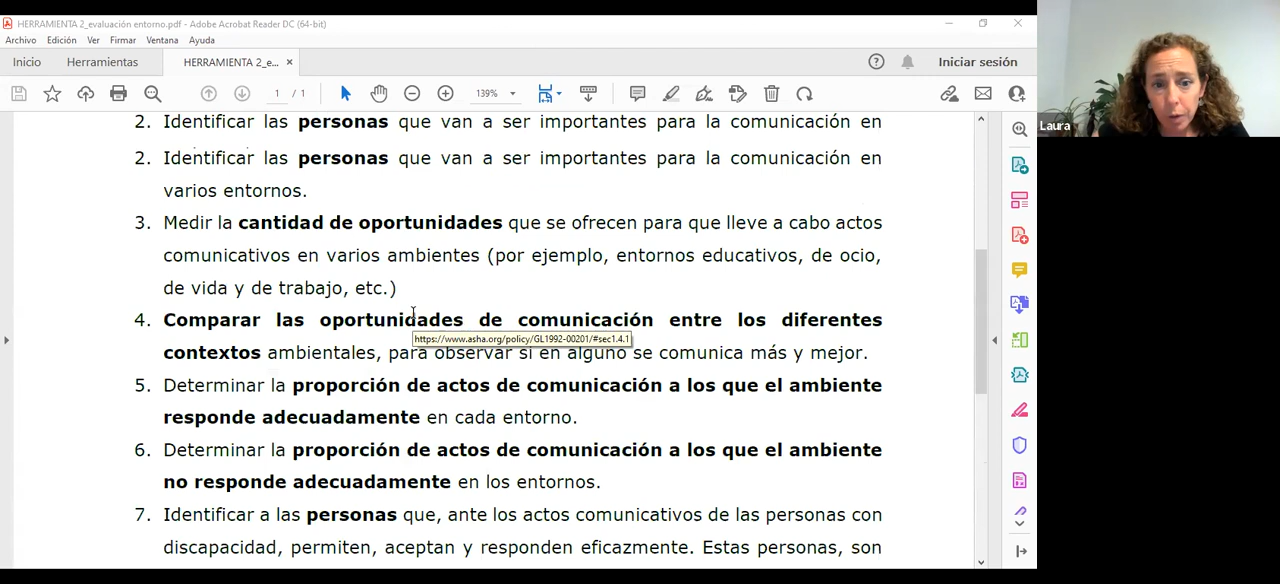 HERRAMIENTA 2_evaluación entorno.pdf - Adobe Acrobat Reader DC (64-bit)
Archivo Edición Ver Firmar Ventana Ayuda
Inicio Herramientas HERRAMIENTA 2_e... × Iniciar sesión
1 / 1 139%
2. Identificar las personas que van a ser importantes para la comunicación en
2. Identificar las personas que van a ser importantes para la comunicación en
varios entornos.
3. Medir la cantidad de oportunidades que se ofrecen para que lleve a cabo actos
comunicativos en varios ambientes (por ejemplo, entornos educativos, de ocio,
de vida y de trabajo, etc.)
4. Comparar las oportunidades de comunicación entre los diferentes
https://www.asha.org/policy/GL1992-00201/#sec1.4.1
contextos ambientales, para observar si en alguno se comunica más y mejor.
5. Determinar la proporción de actos de comunicación a los que el ambiente
responde adecuadamente en cada entorno.
6. Determinar la proporción de actos de comunicación a los que el ambiente
no responde adecuadamente en los entornos.
7. Identificar a las personas que, ante los actos comunicativos de las personas con
discapacidad, permiten, aceptan y responden eficazmente. Estas personas, son
Laura